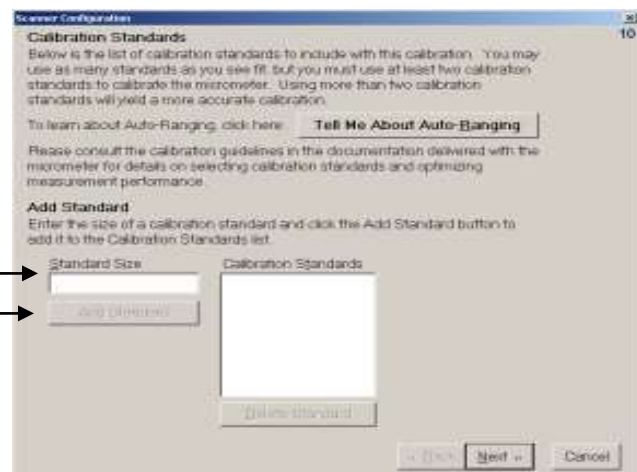 Scanner Configuration
10
Calibration Standards
Below is the list of calibration standards to include with this calibration. You may
use as many standards as you see fit, but you must use at least two calibration
standards to calibrate the micrometer. Using more than two calibration
standards will yield a more accurate calibration.
To learn about Auto-Ranging, click here: Tell Me About Auto-Ranging
Please consult the calibration guidelines in the documentation delivered with the
micrometer for details on selecting calibration standards and optimizing
measurement performance.
Add Standard
Enter the size of a calibration standard and click the Add Standard button to
add it to the Calibration Standards list.
Standard Size Calibration Standards
Add Standard
Delete Standard
« Back Next » Cancel